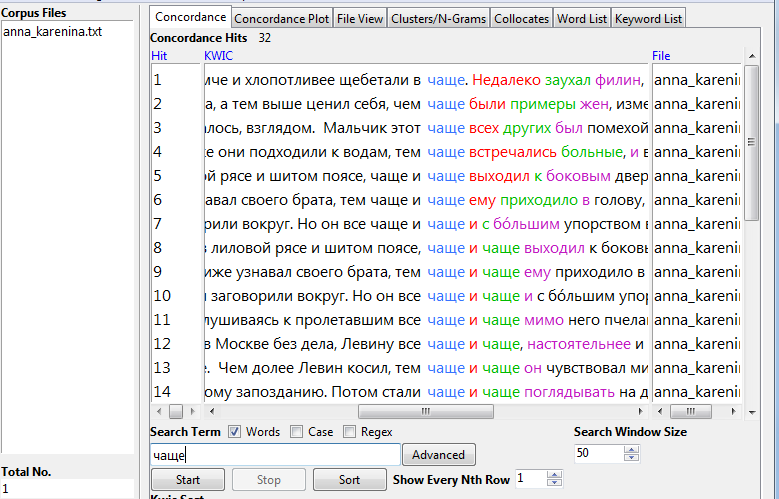 Corpus Files
anna_karenina.txt
Total No.
1
Concordance Concordance Plot File View Clusters/N-Grams Collocates Word List Keyword List
Concordance Hits 32
Hit KWIC File
1 мче и хлопотливее щебетали в чаще. Недалеко заухал филин, anna_karenin
2 а, а тем выше ценил себя, чем чаще были примеры жен, изме anna_karenin
3 алось, взглядом. Мальчик этот чаще всех других был помехой anna_karenin
4 ке они подходили к водам, тем чаще встречались больные, и в anna_karenin
5 ой рясе и шитом поясе, чаще и чаще выходил к боковым двер anna_karenin
6 авал своего брата, тем чаще и чаще ему приходило в голову, anna_karenin
7 рили вокруг. Но он все чаще и чаще и с бо́льшим упорством в anna_karenin
8 в лиловой рясе и шитом поясе, чаще и чаще выходил к боковы anna_karenin
9 иже узнавал своего брата, тем чаще и чаще ему приходило в anna_karenin
10 и заговорили вокруг. Но он все чаще и чаще и с бо́льшим упор anna_karenin
11 лушиваясь к пролетавшим все чаще и чаще мимо него пчела anna_karenin
12 в Москве без дела, Левину все чаще и чаще, настоятельнее и anna_karenin
13 е. Чем долее Левин косил, тем чаще и чаще он чувствовал ми anna_karenin
14 ому запозданию. Потом стали чаще и чаще поглядывать на д anna_karenin
Search Term Words Case Regex Search Window Size
чаще Advanced 50
Start Stop Sort Show Every Nth Row 1